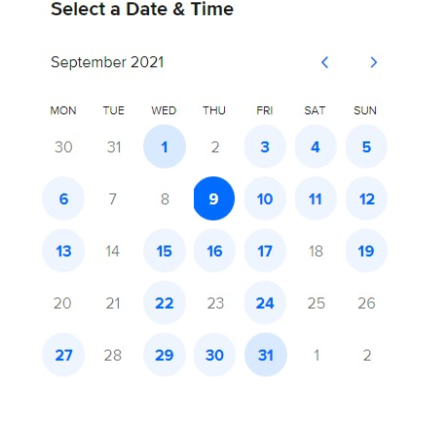 Select a Date & Time
September 2021
MON TUE WED THU FRI SAT SUN
30 31 1 2 3 4 5
6 7 8 9 10 11 12
13 14 15 16 17 18 19
20 21 22 23 24 25 26
27 28 29 30 31 1 2